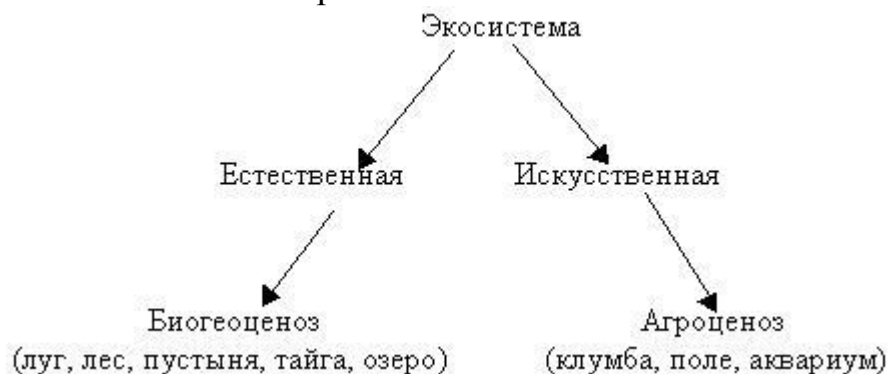 Экосистема
Естественная Искусственная
Биогеоценоз Агроценоз
(луг, лес, пустыня, тайга, озеро) (клумба, поле, аквариум)